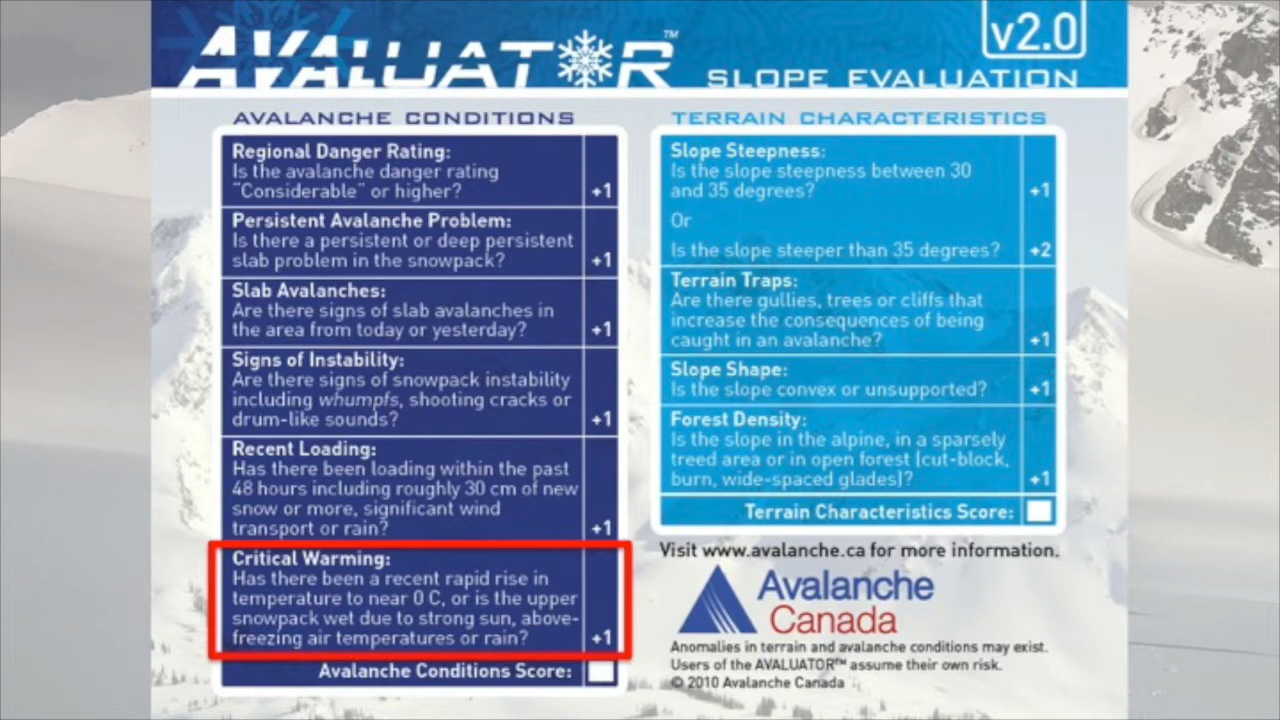 AVALUATOR™
v2.0
SLOPE EVALUATION
AVALANCHE CONDITIONS
Regional Danger Rating:
Is the avalanche danger rating
"Considerable" or higher?
+1
Persistent Avalanche Problem:
Is there a persistent or deep persistent
slab problem in the snowpack?
+1
Slab Avalanches:
Are there signs of slab avalanches in
the area from today or yesterday?
+1
Signs of Instability:
Are there signs of snowpack instability
including whumpfs, shooting cracks or
drum-like sounds?
+1
Recent Loading:
Has there been loading within the past
48 hours including roughly 30 cm of new
snow or more, significant wind
transport or rain?
+1
Critical Warming:
Has there been a recent rapid rise in
temperature to near 0 C, or is the upper
snowpack wet due to strong sun, above-
freezing air temperatures or rain?
+1
Avalanche Conditions Score:
TERRAIN CHARACTERISTICS
Slope Steepness:
Is the slope steepness between 30
and 35 degrees?
+1
Or
Is the slope steeper than 35 degrees?
+2
Terrain Traps:
Are there gullies, trees or cliffs that
increase the consequences of being
caught in an avalanche?
+1
Slope Shape:
Is the slope convex or unsupported?
+1
Forest Density:
Is the slope in the alpine, in a sparsely
treed area or in open forest (cut-block,
burn, wide-spaced glades)?
+1
Terrain Characteristics Score:
Visit www.avalanche.ca for more information.
Avalanche
Canada
Anomalies in terrain and avalanche conditions may exist.
Users of the AVALUATOR™ assume their own risk.
© 2010 Avalanche Canada